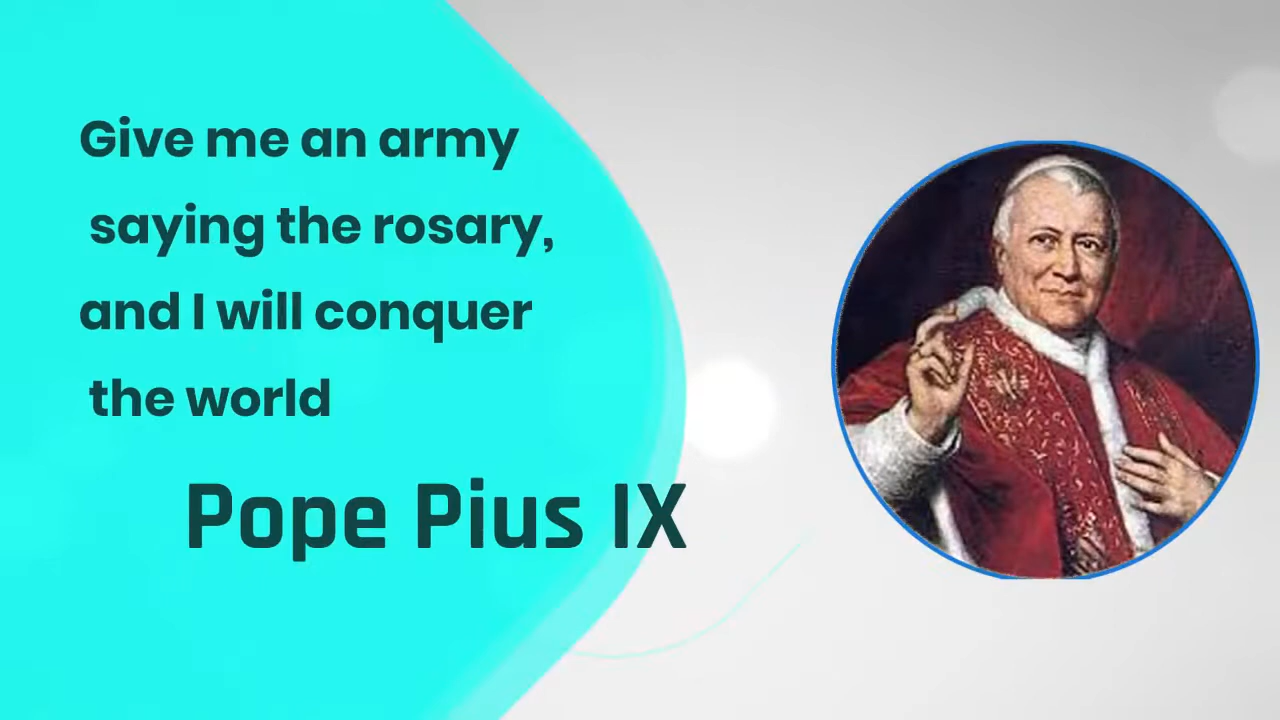 Give me an army
saying the rosary,
and I will conquer
the world
Pope Pius IX